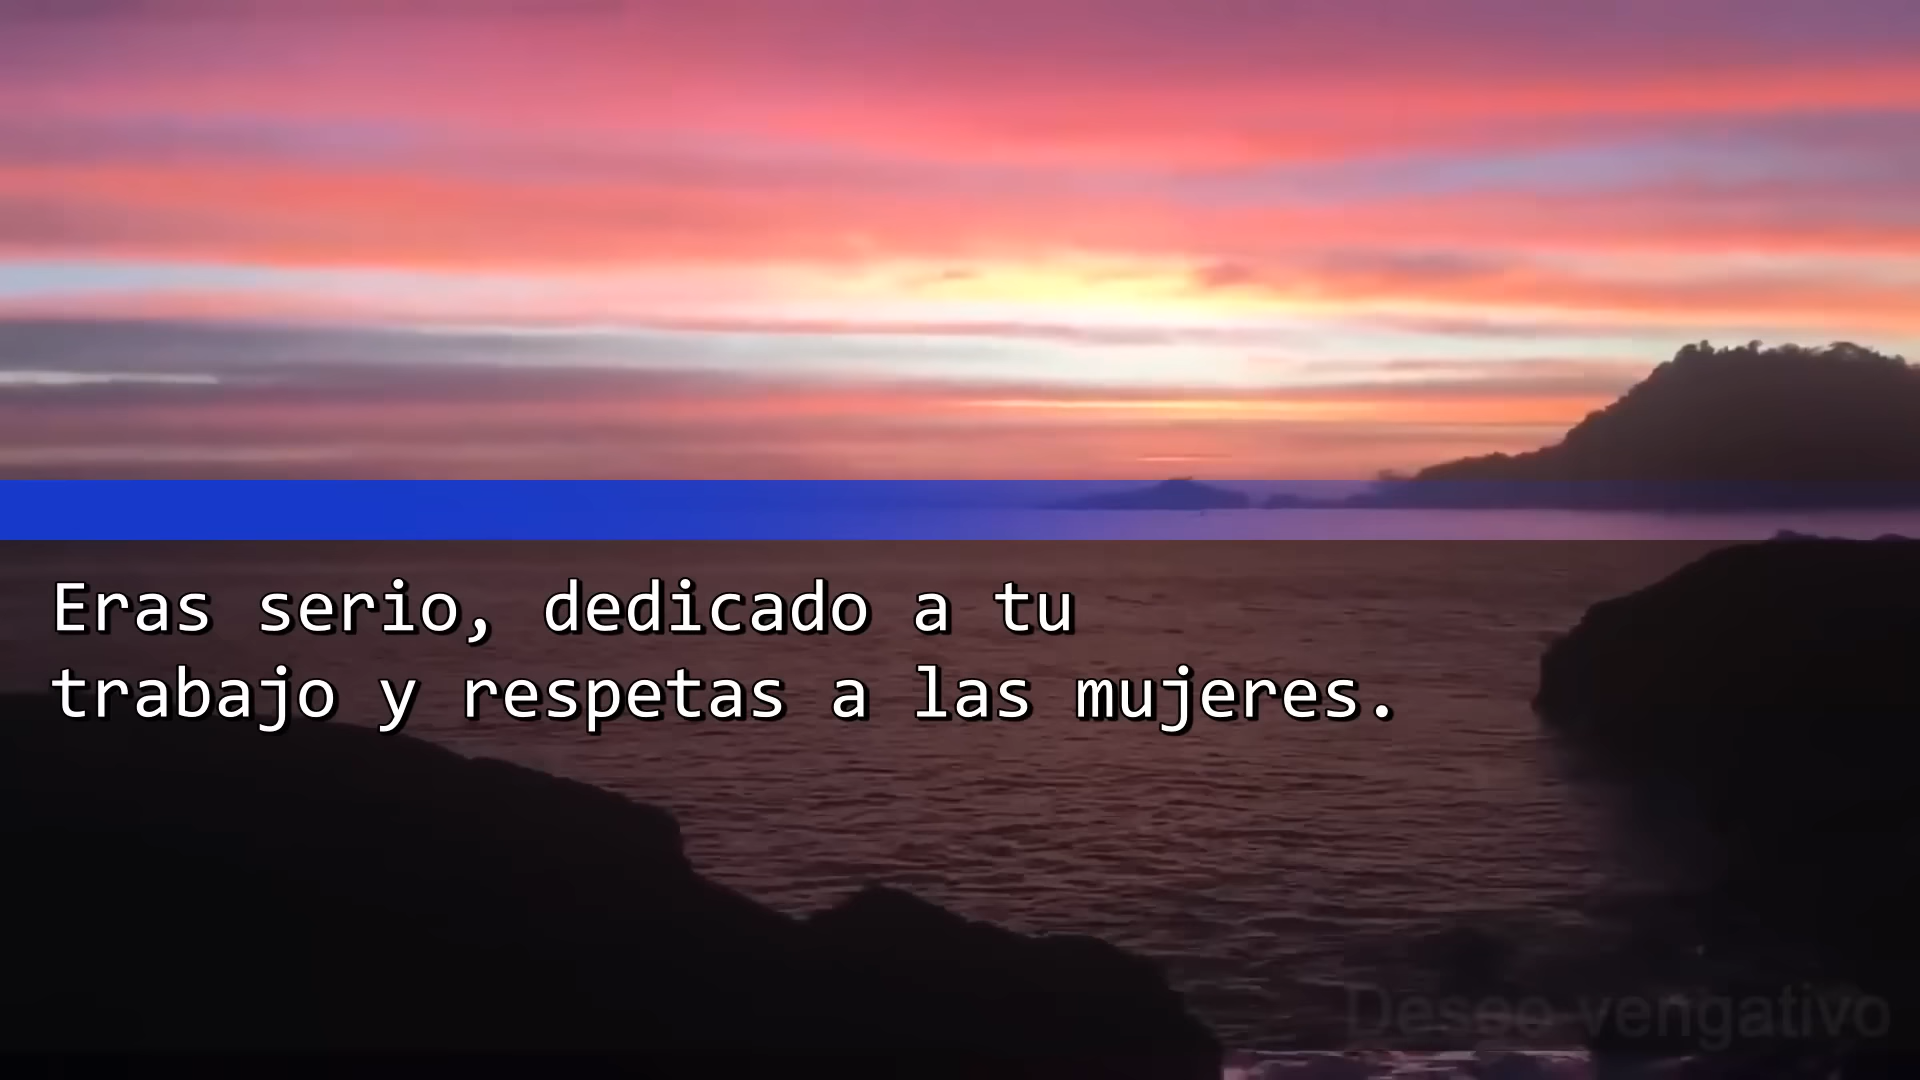 Eras serio, dedicado a tu
trabajo y respetas a las mujeres.
Deseo vengativo